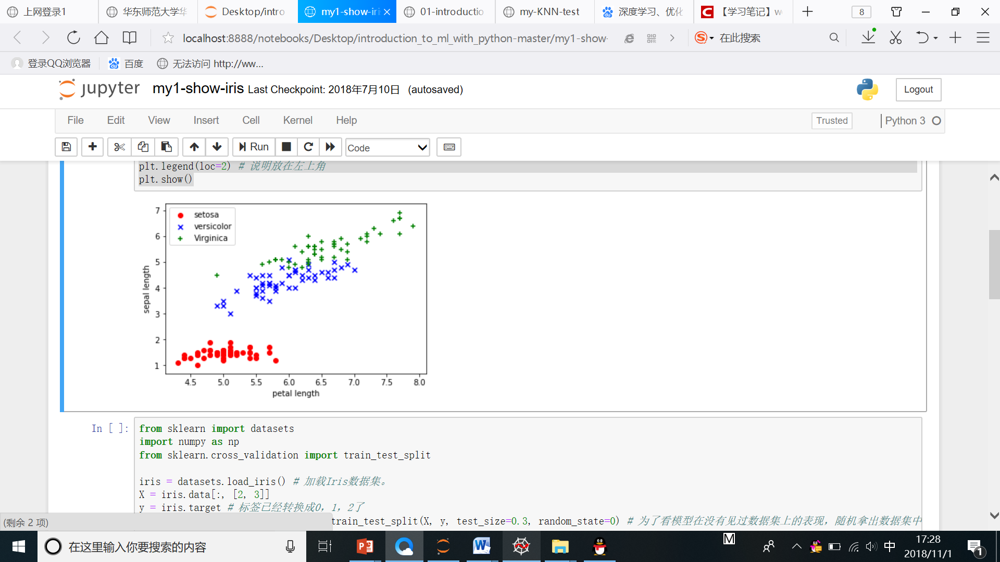 上网登录1
华东师范大学华
Desktop/intro
my1-show-iri
01-introductio
my-KNN-test
深度学习、优化
【学习笔记】w
8
localhost:8888/notebooks/Desktop/introduction_to_ml_with_python-master/my1-show-
在此搜索
登录QQ浏览器
百度
无法访问 http://ww...
jupyter my1-show-iris Last Checkpoint: 2018年7月10日 (autosaved)
Logout
File Edit View Insert Cell Kernel Help
Trusted
Python 3
Run
Code
plt.legend(loc=2) # 说明放在左上角
plt.show()
7
6
5
4
3
2
1
setosa
versicolor
Virginica
sepal length
4.5 5.0 5.5 6.0 6.5 7.0 7.5 8.0
petal length
In [ ]:
from sklearn import datasets
import numpy as np
from sklearn.cross_validation import train_test_split
iris = datasets.load_iris() # 加载Iris数据集。
X = iris.data[:, [2, 3]]
y = iris.target # 标签已经转换成0，1，2了
train_test_split(X, y, test_size=0.3, random_state=0) # 为了看模型在没有见过数据集上的表现，随机拿出数据集中
(剩余 2 项)
在这里输入你要搜索的内容
M
中
17:28
2018/11/1
1